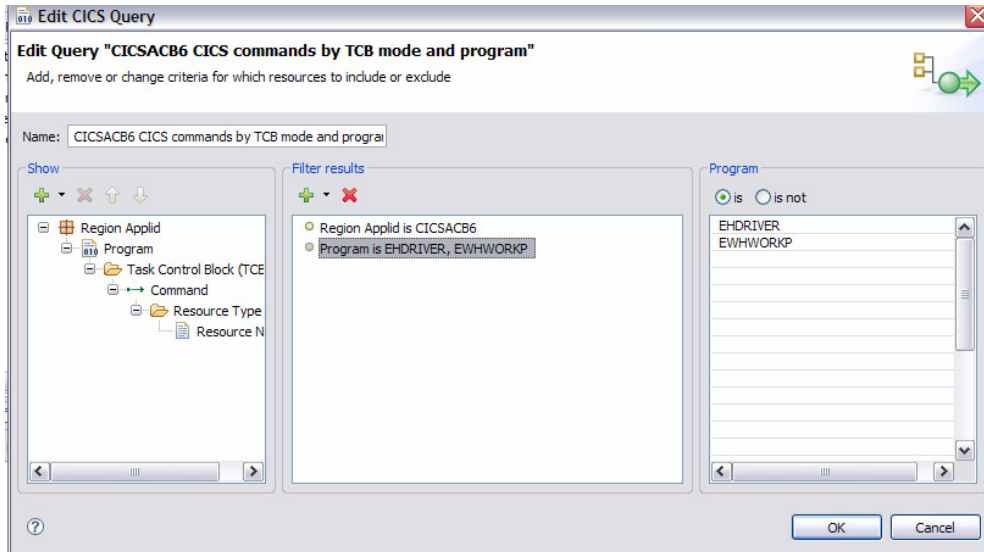 Edit CICS Query
Edit Query "CICSACB6 CICS commands by TCB mode and program"
Add, remove or change criteria for which resources to include or exclude
Name: CICSACB6 CICS commands by TCB mode and progra
Show
Region Applid
010 Program
Task Control Block (TCE
Command
Resource Type
Resource N
Filter results
Region Applid is CICSACB6
Program is EHDRIVER, EWHWORKP
Program
is is not
EHDRIVER
EWHWORKP
OK Cancel